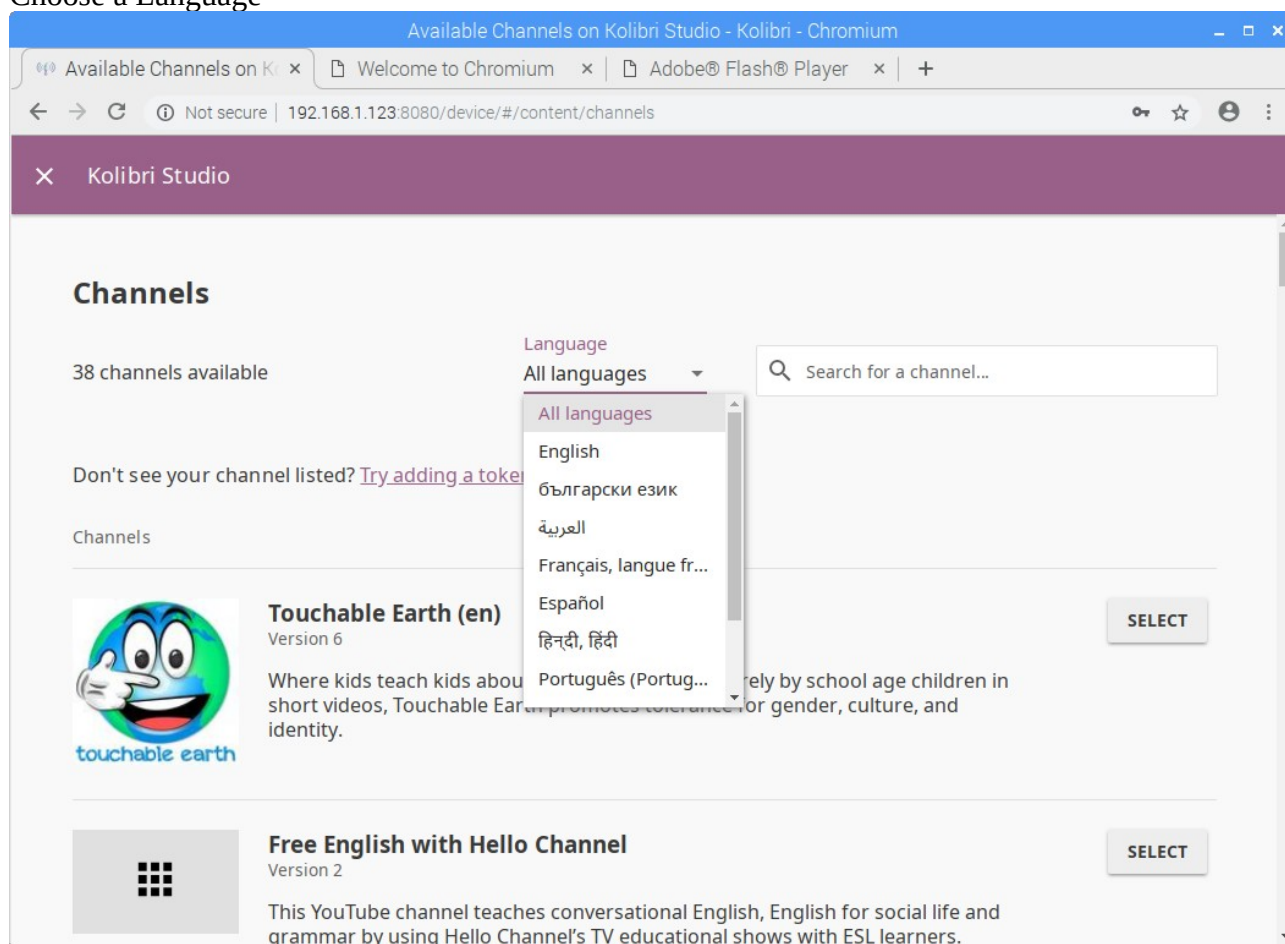 Choose a Language
Available Channels on Kolibri Studio - Kolibri - Chromium
Available Channels on Ko
Welcome to Chromium
Adobe® Flash® Player
Not secure | 192.168.1.123:8080/device/#/content/channels
Kolibri Studio
Channels
38 channels available
Language
All languages
Search for a channel...
All languages
English
български език
العربية
Français, langue fr...
Español
हिन्दी, हिंदी
Português (Portug...
Don't see your channel listed? Try adding a token
Channels
Touchable Earth (en)
Version 6
SELECT
Where kids teach kids abou rely by school age children in
short videos, Touchable Earth promotes tolerance for gender, culture, and
identity.
touchable earth
Free English with Hello Channel
Version 2
SELECT
This YouTube channel teaches conversational English, English for social life and
grammar by using Hello Channel's TV educational shows with ESL learners.